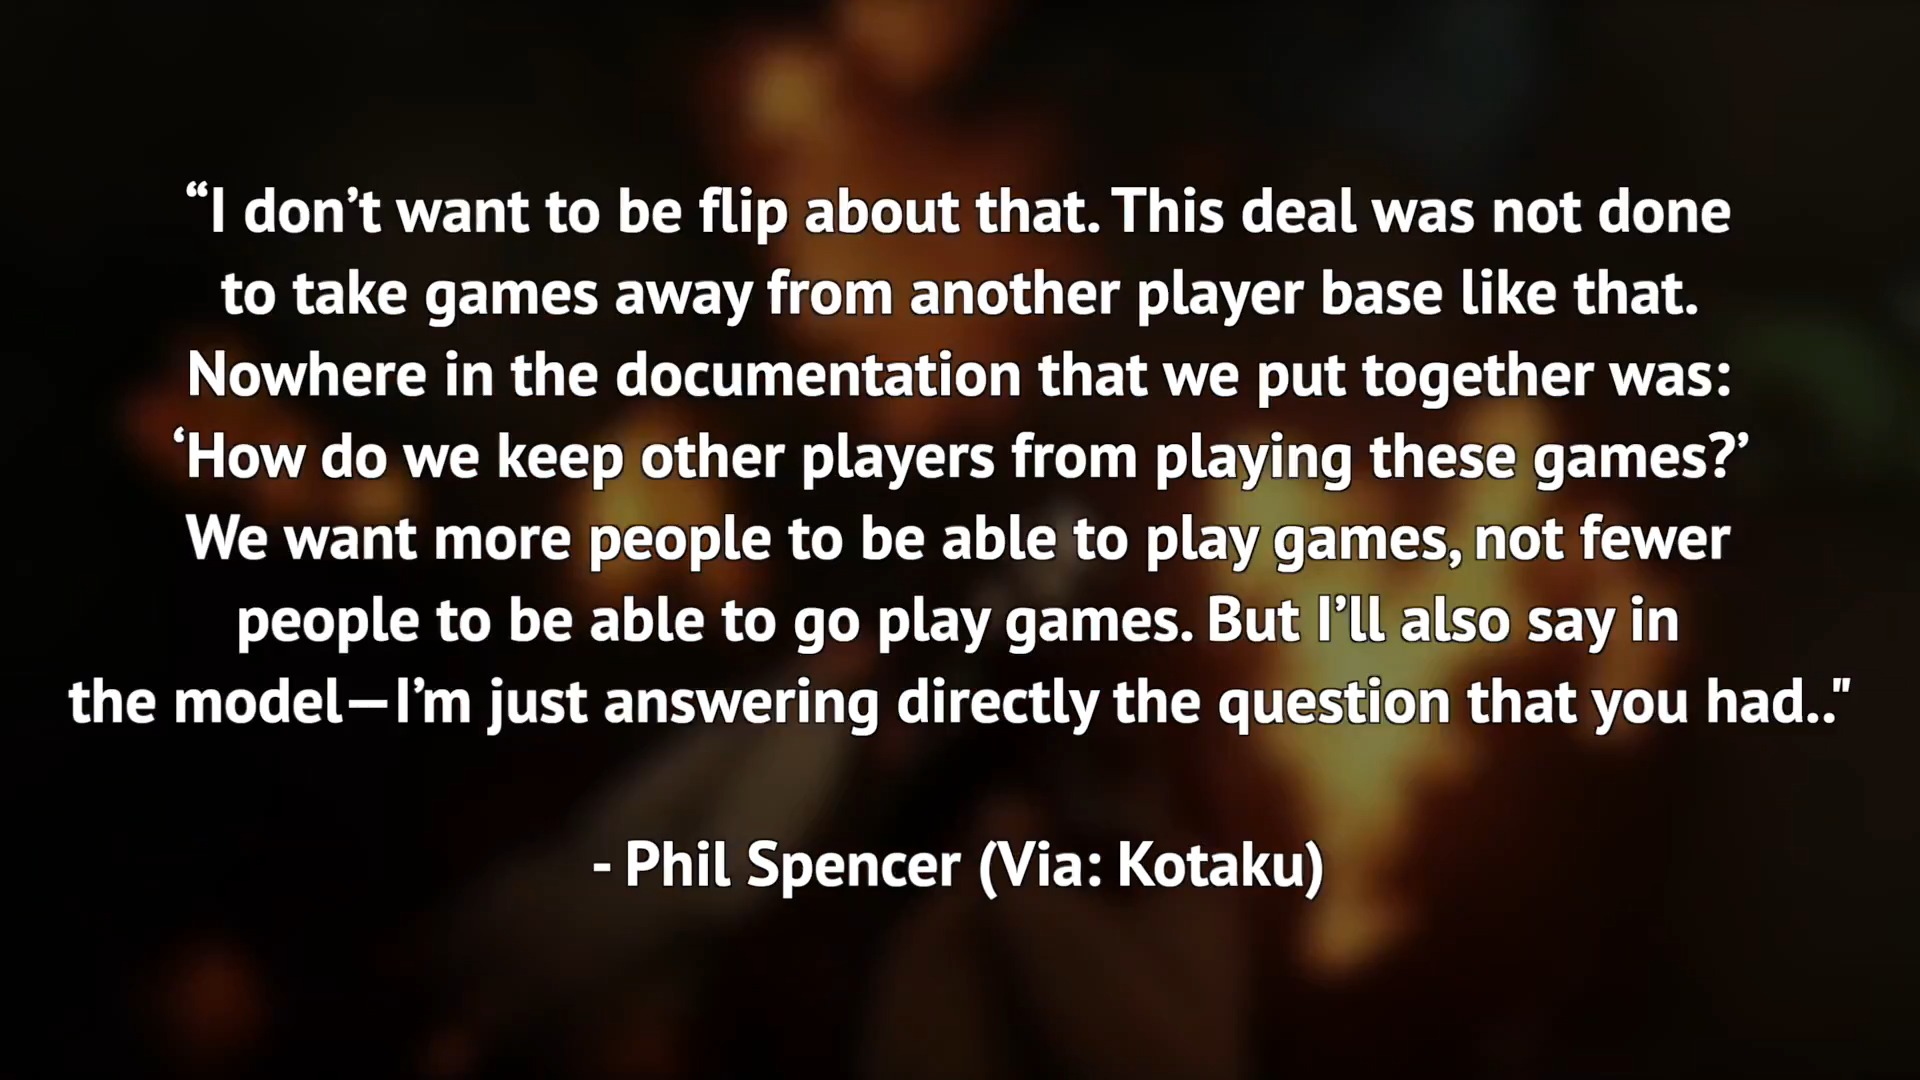 “I don’t want to be flip about that. This deal was not done
to take games away from another player base like that.
Nowhere in the documentation that we put together was:
‘How do we keep other players from playing these games?’
We want more people to be able to play games, not fewer
people to be able to go play games. But I’ll also say in
the model—I’m just answering directly the question that you had.."
- Phil Spencer (Via: Kotaku)